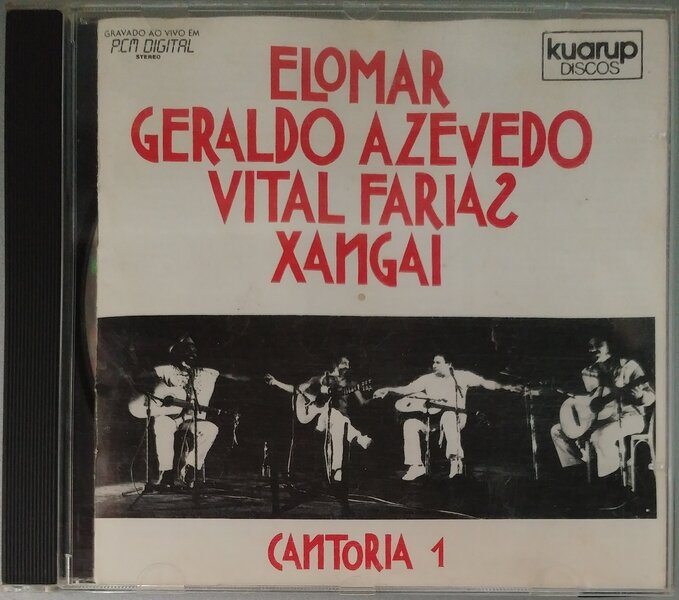 GRAVADO AO VIVO EM
PCM DIGITAL
STEREO
kuarup
DISCOS
ELOMAR
GERALDO AZEVEDO
VITAL FARIAS
XANGAI
CANTORIA 1